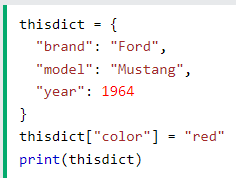 thisdict = {
  "brand": "Ford",
  "model": "Mustang",
  "year": 1964
}
thisdict["color"] = "red"
print(thisdict)